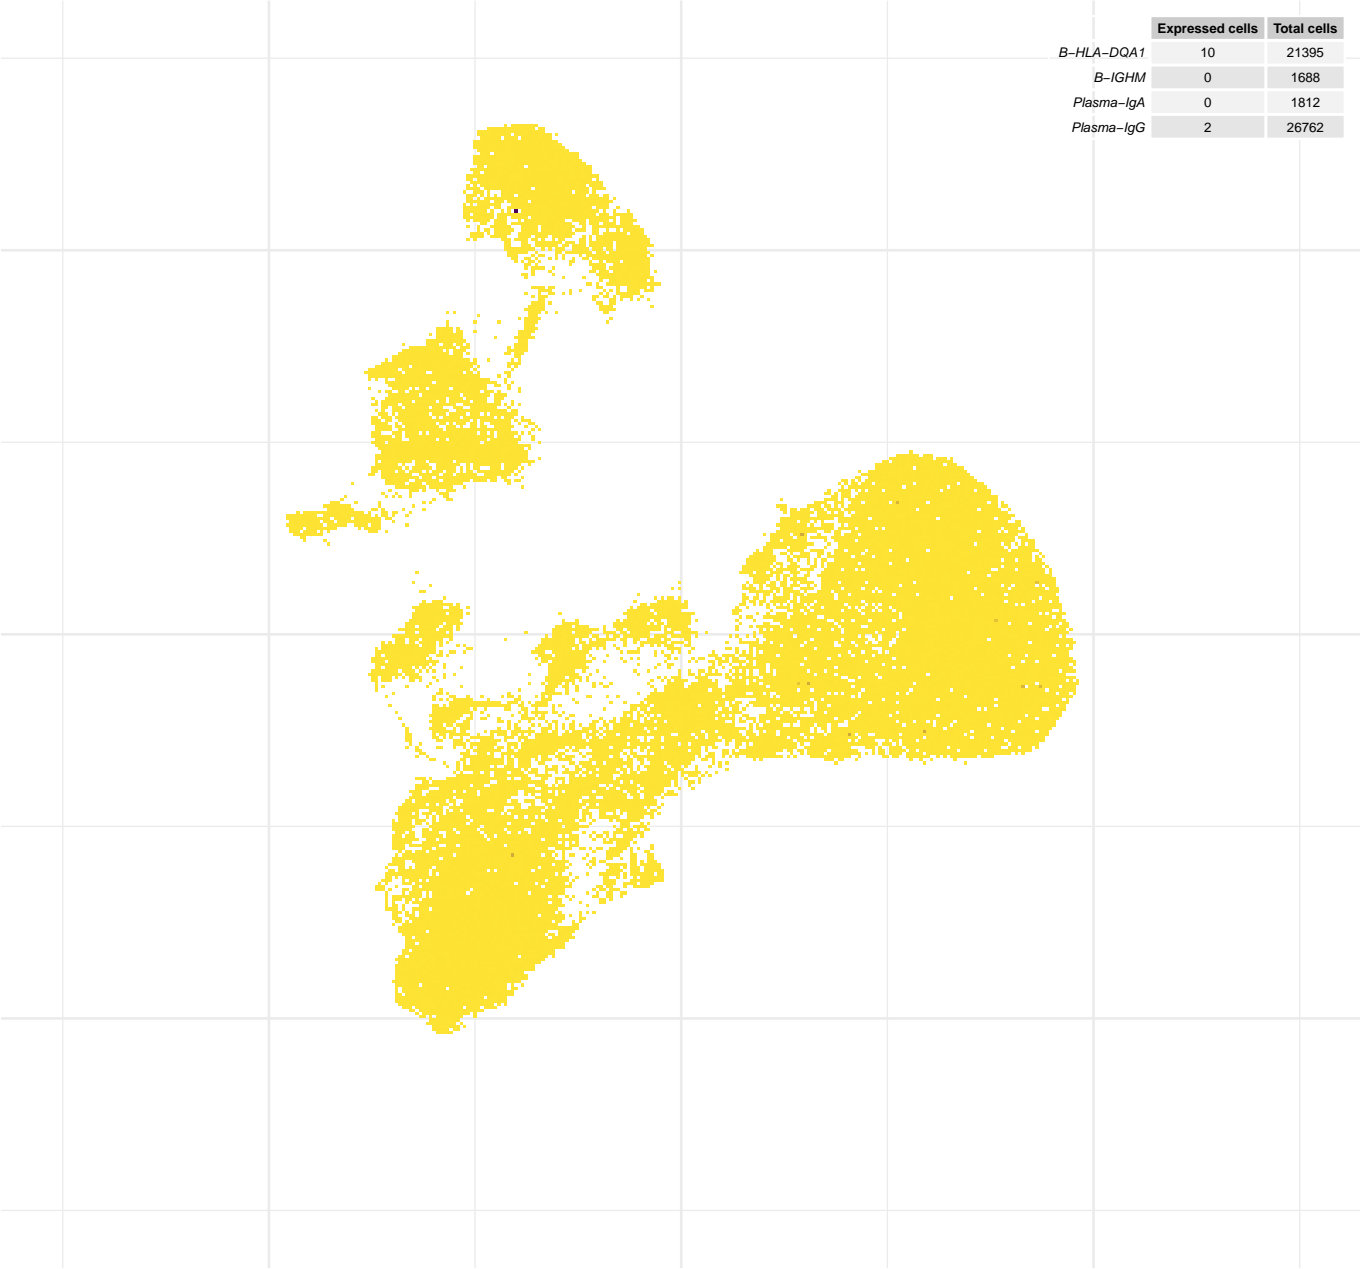 Expressed cells Total cells
B−HLA−DQA1 10 21395
B−IGHM 0 1688
Plasma−IgA 0 1812
Plasma−IgG 2 26762